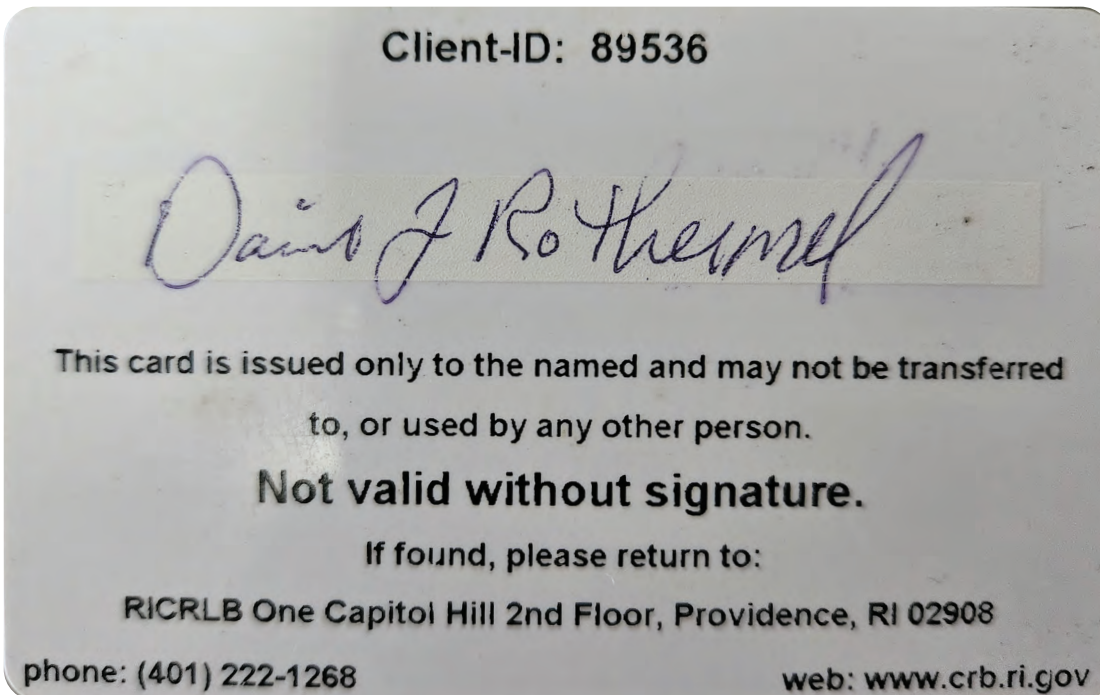 Client-ID: 89536
David J Rothermel
This card is issued only to the named and may not be transferred
to, or used by any other person.
Not valid without signature.
If found, please return to:
RICRLB One Capitol Hill 2nd Floor, Providence, RI 02908
phone: (401) 222-1268
web: www.crb.ri.gov